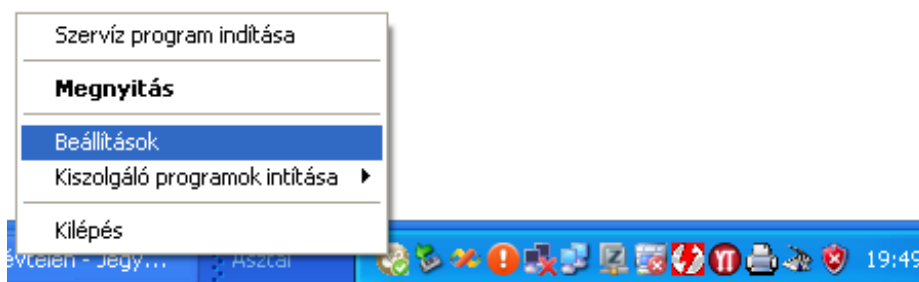 Szervíz program indítása
Megnyitás
Beállítások
Kiszolgáló programok intítása
Kilépés
évtelen - Jegy... Asztal 19:49